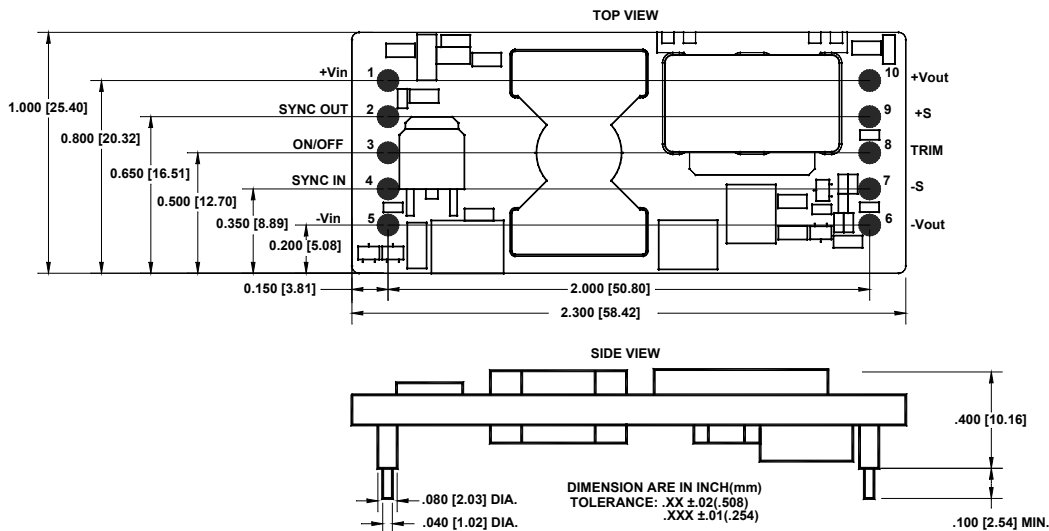 TOP VIEW
1.000 [25.40]
0.800 [20.32]
0.650 [16.51]
0.500 [12.70]
0.350 [8.89]
0.200 [5.08]
+Vin 1
SYNC OUT 2
ON/OFF 3
SYNC IN 4
-Vin 5
10 +Vout
9 +S
8 TRIM
7 -S
6 -Vout
0.150 [3.81]
2.000 [50.80]
2.300 [58.42]
SIDE VIEW
.400 [10.16]
.080 [2.03] DIA.
.040 [1.02] DIA.
DIMENSION ARE IN INCH(mm)
TOLERANCE: .XX ±.02(.508)
.XXX ±.01(.254)
.100 [2.54] MIN.